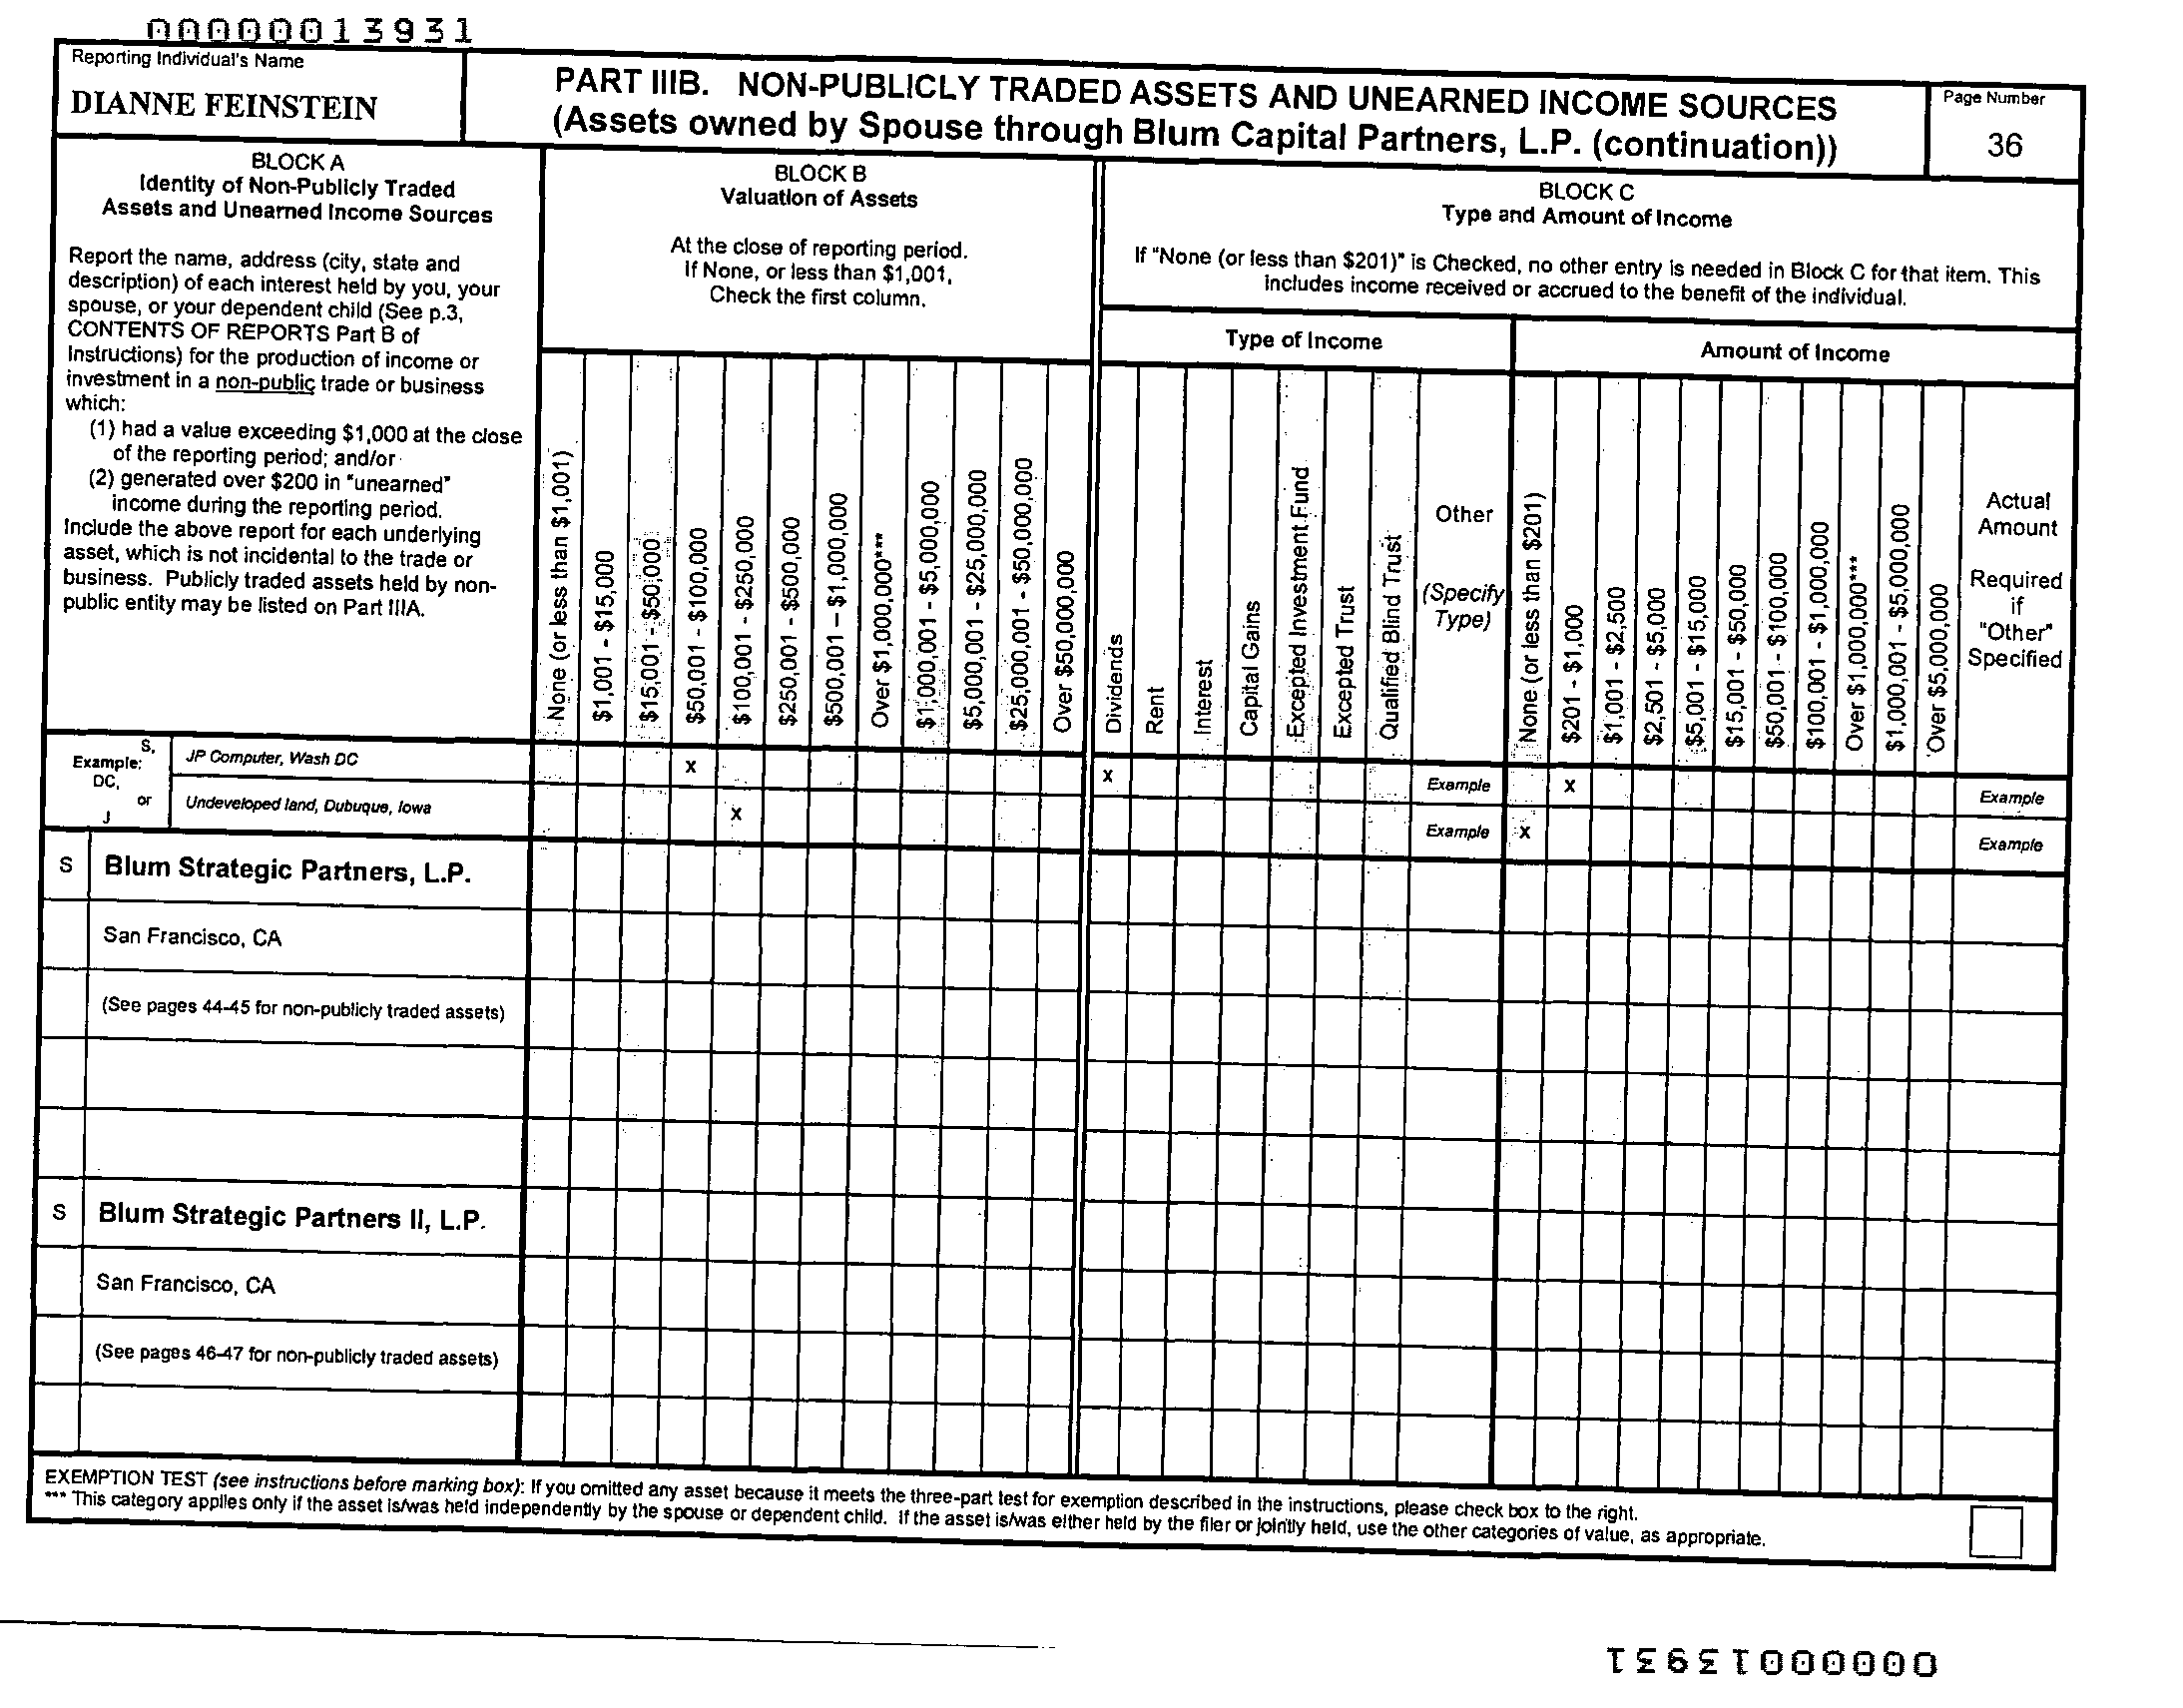 00000013931
Reporting Individual's Name
DIANNE FEINSTEIN
PART IIIB. NON-PUBLICLY TRADED ASSETS AND UNEARNED INCOME SOURCES
(Assets owned by Spouse through Blum Capital Partners, L.P. (continuation))
Page Number
36
BLOCK A
Identity of Non-Publicly Traded
Assets and Unearned Income Sources
Report the name, address (city, state and
description) of each interest held by you, your
spouse, or your dependent child (See p.3,
CONTENTS OF REPORTS Part B of
Instructions) for the production of income or
investment in a non-public trade or business
which:
(1) had a value exceeding $1,000 at the close
of the reporting period; and/or
(2) generated over $200 in "unearned"
income during the reporting period.
Include the above report for each underlying
asset, which is not incidental to the trade or
business. Publicly traded assets held by non-
public entity may be listed on Part IIIA.
BLOCK B
Valuation of Assets
At the close of reporting period.
If None, or less than $1,001,
Check the first column.
BLOCK C
Type and Amount of Income
If "None (or less than $201)" is Checked, no other entry is needed in Block C for that item. This
includes income received or accrued to the benefit of the individual.
Type of Income
Amount of Income
None (or less than $1,001)
$1,001 - $15,000
$15,001 - $50,000
$50,001 - $100,000
$100,001 - $250,000
$250,001 - $500,000
$500,001 – $1,000,000
Over $1,000,000***
$1,000,001 - $5,000,000
$5,000,001 - $25,000,000
$25,000,001 - $50,000,000
Over $50,000,000
Dividends
Rent
Interest
Capital Gains
Excepted Investment Fund
Excepted Trust
Qualified Blind Trust
Other
(Specify
Type)
None (or less than $201)
$201 - $1,000
$1,001 - $2,500
$2,501 - $5,000
$5,001 - $15,000
$15,001 - $50,000
$50,001 - $100,000
$100,001 - $1,000,000
Over $1,000,000***
$1,000,001 - $5,000,000
Over $5,000,000
Actual
Amount
Required
if
"Other"
Specified
Example:
S,
DC,
or
J
JP Computer, Wash DC
x
x
Example
x
Example
Undeveloped land, Dubuque, Iowa
x
Example
x
Example
S
Blum Strategic Partners, L.P.
San Francisco, CA
(See pages 44-45 for non-publicly traded assets)
S
Blum Strategic Partners II, L.P.
San Francisco, CA
(See pages 46-47 for non-publicly traded assets)
EXEMPTION TEST (see instructions before marking box): If you omitted any asset because it meets the three-part test for exemption described in the instructions, please check box to the right.
*** This category applies only if the asset is/was held independently by the spouse or dependent child. If the asset is/was either held by the filer or jointly held, use the other categories of value, as appropriate.
00000013931